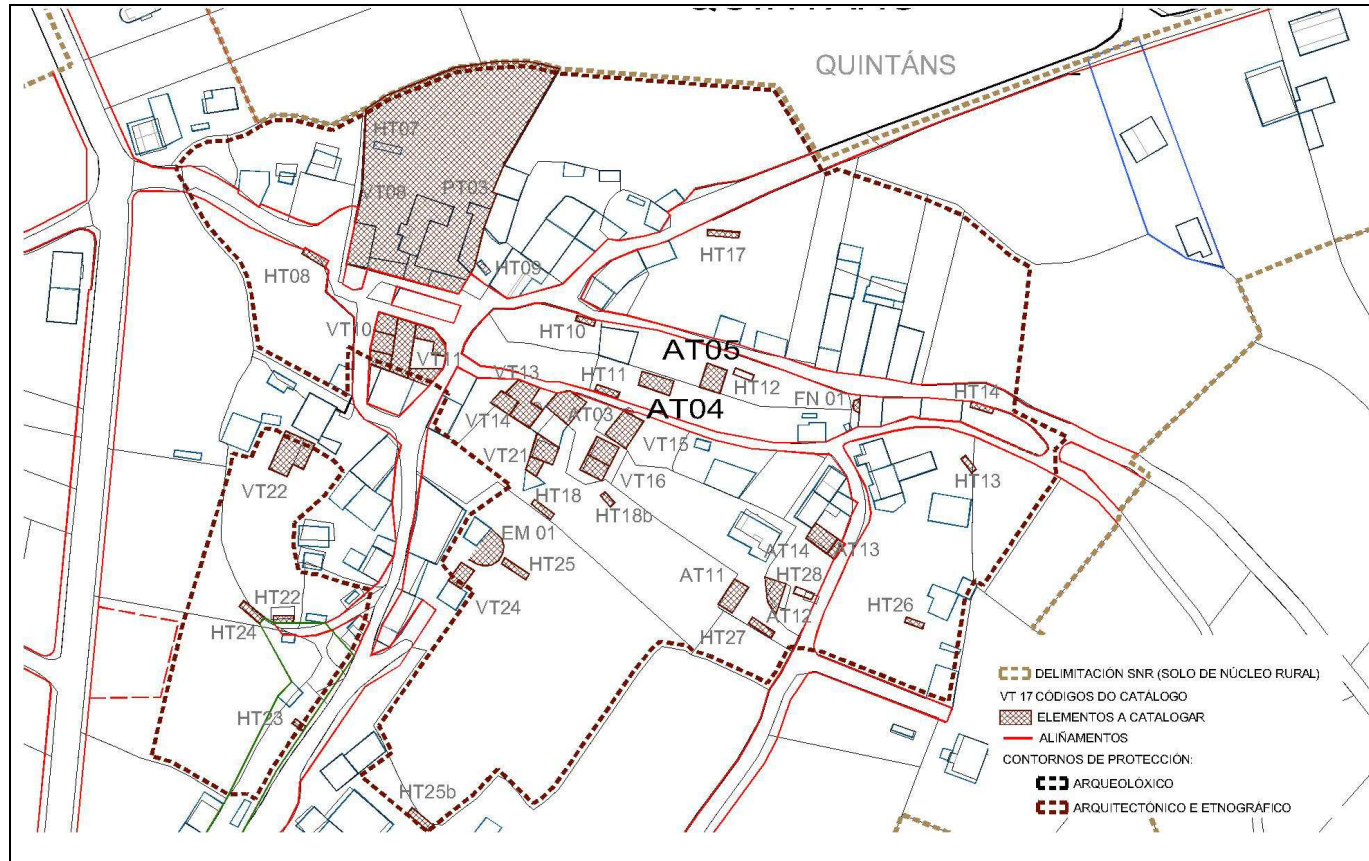 QUINTÁNS
QUINTÁNS
HT07
VT08
PT03
HT17
HT08
HT09
VT10
VT11
HT10
AT05
VT13
HT11
HT12
HT14
AT03
AT04
FN 01
VT14
VT15
VT21
VT16
HT13
VT22
HT18
HT18b
EM 01
HT25
AT14
AT13
VT24
AT11
HT28
AT12
HT22
HT24
HT27
HT26
HT23
HT25b
DELIMITACIÓN SNR (SOLO DE NÚCLEO RURAL)
VT 17 CÓDIGOS DO CATÁLOGO
ELEMENTOS A CATALOGAR
ALIÑAMENTOS
CONTORNOS DE PROTECCIÓN:
ARQUEOLÓXICO
ARQUITECTÓNICO E ETNOGRÁFICO